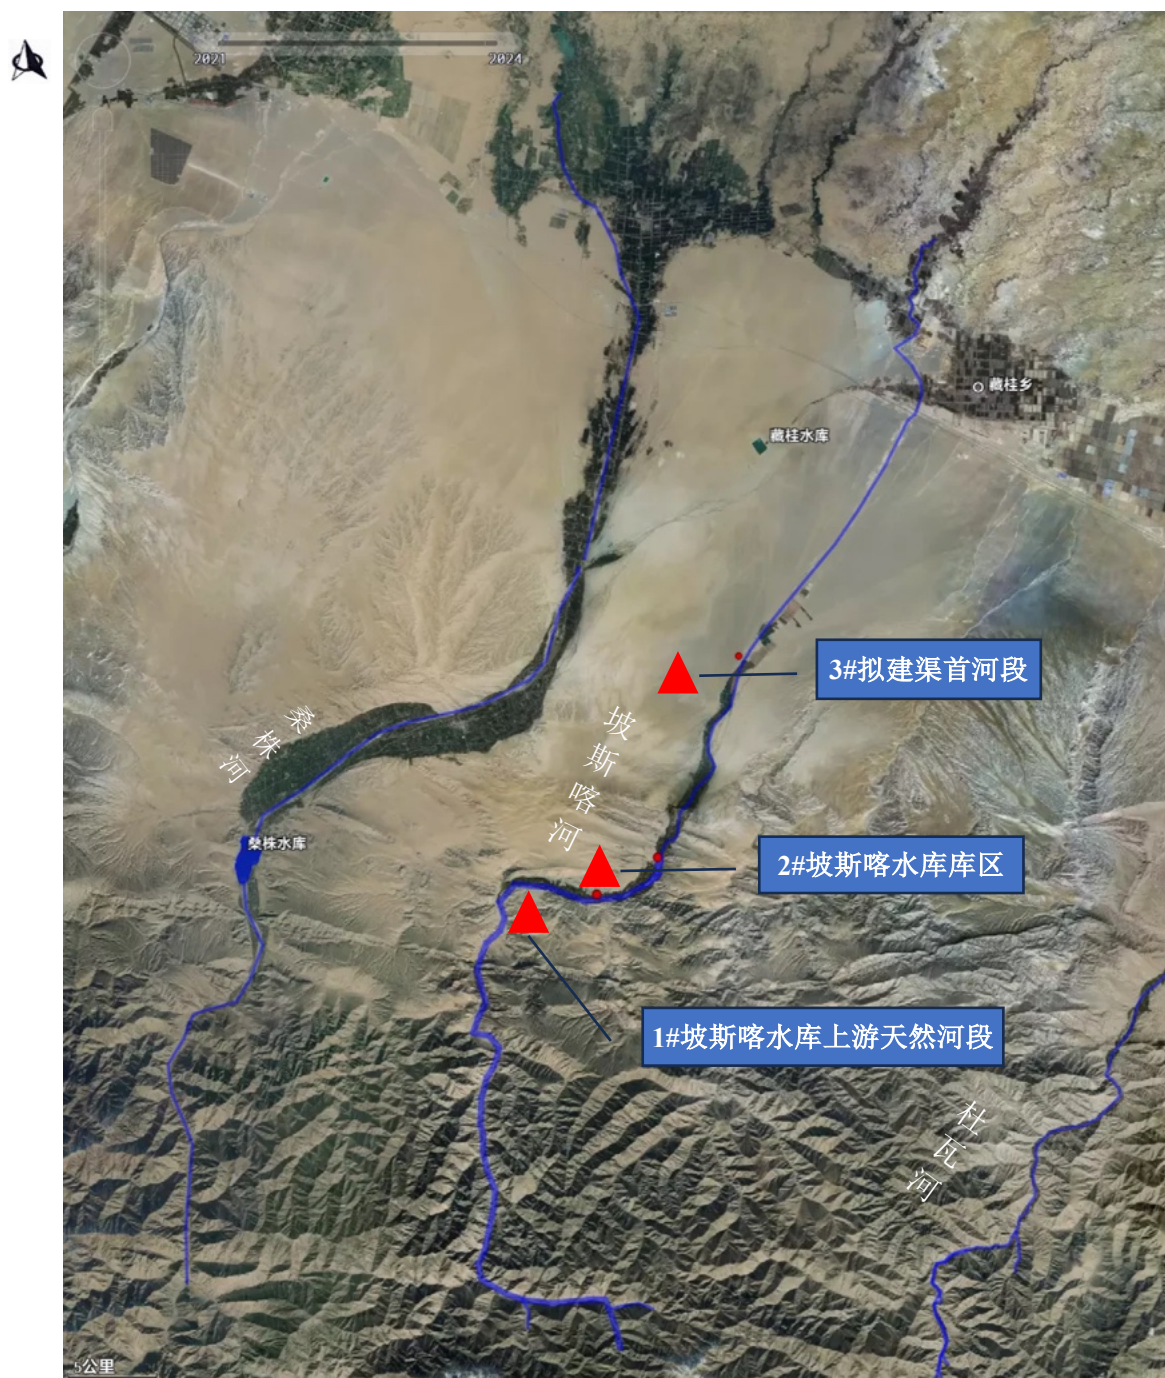 2021
2024
藏桂乡
藏桂水库
3#拟建渠首河段
桑株河
坡斯喀河
桑株水库
2#坡斯喀水库库区
1#坡斯喀水库上游天然河段
杜瓦河
5公里